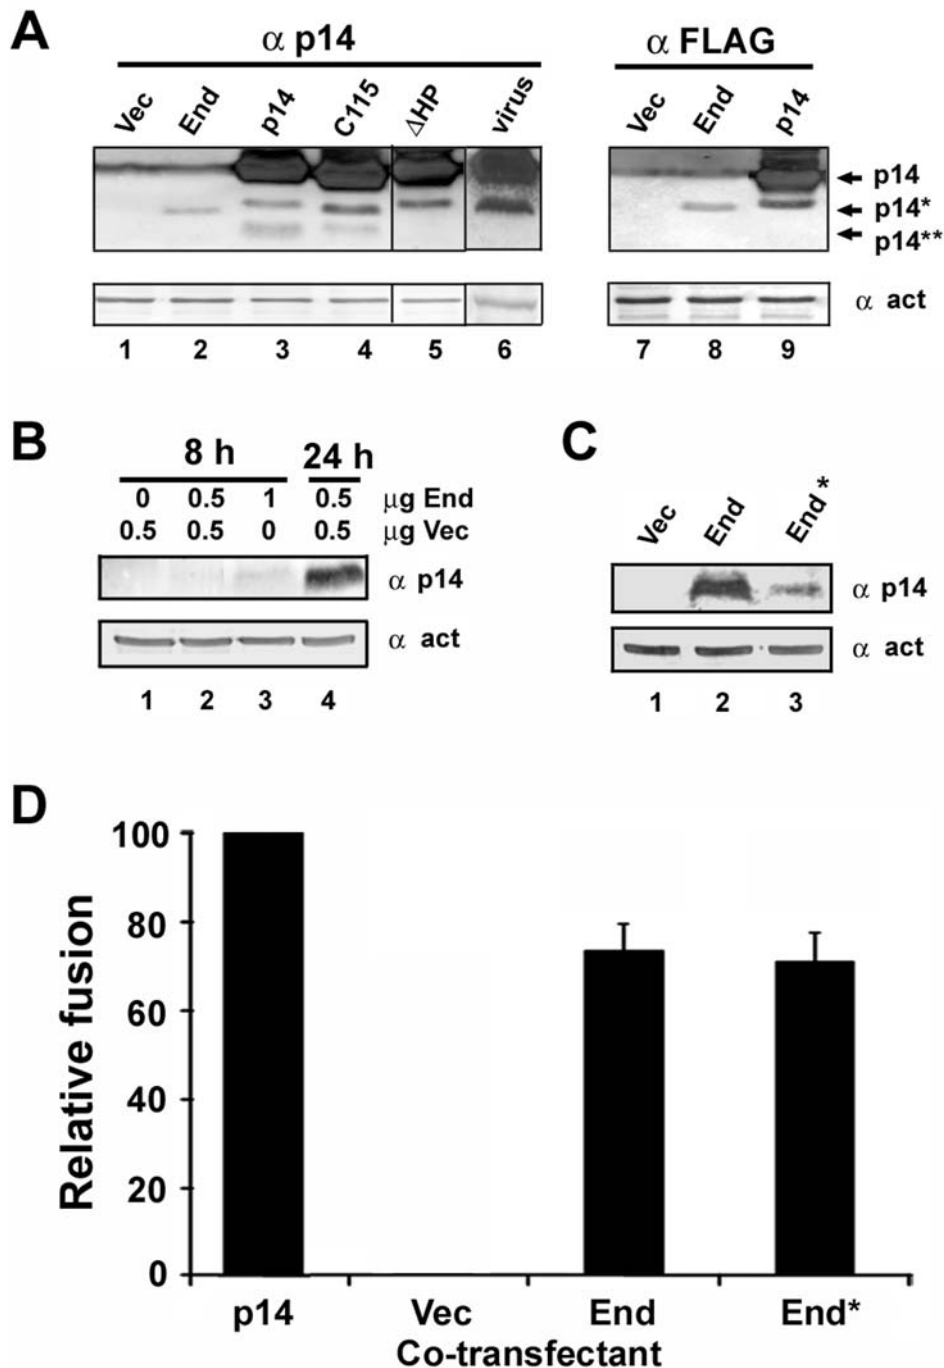 A
α p14
α FLAG
Vec End p14 C115 ΔHP virus
Vec End p14
p14
p14*
p14**
α act
1 2 3 4 5 6 7 8 9
B
8 h 24 h
0 0.5 1 0.5 μg End
0.5 0.5 0 0.5 μg Vec
α p14
α act
1 2 3 4
C
Vec End End*
α p14
α act
1 2 3
D
Relative fusion
100
80
60
40
20
0
p14 Vec End End*
Co-transfectant